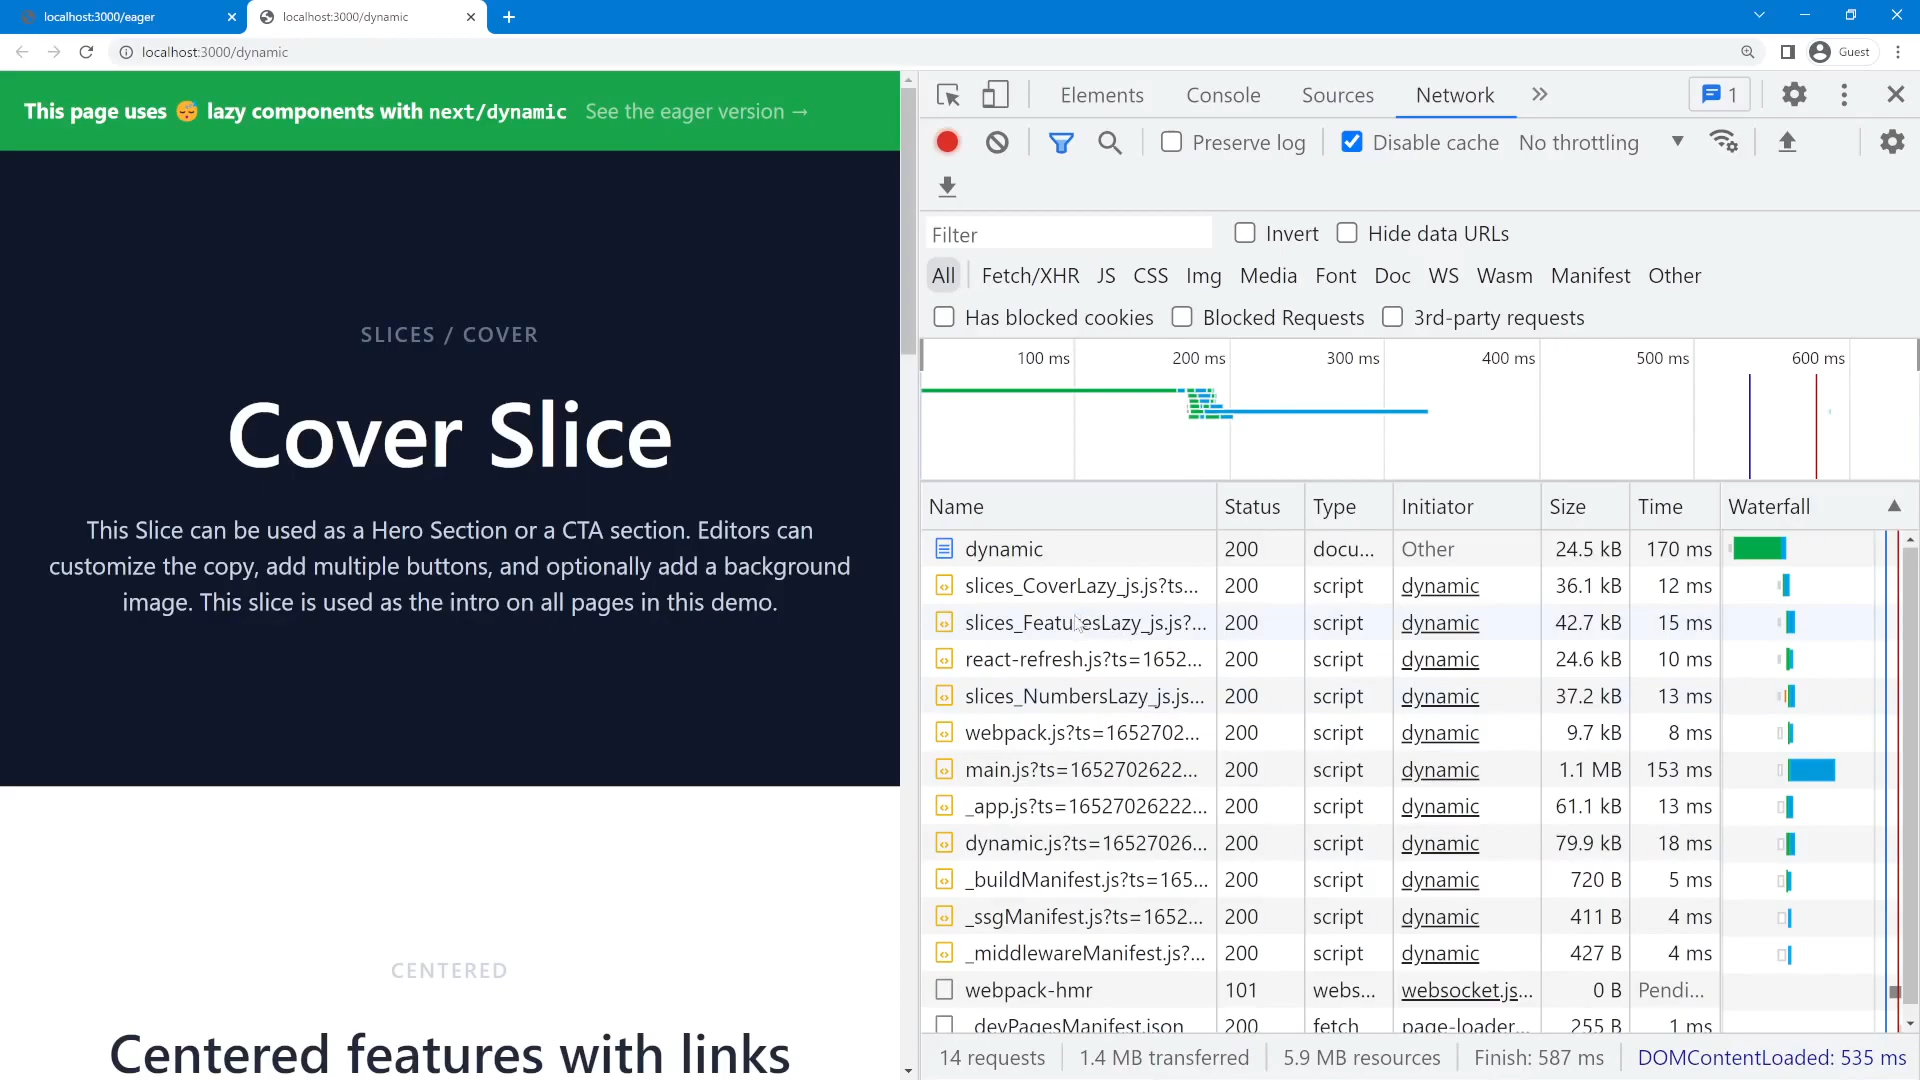 localhost:3000/eager
localhost:3000/dynamic
localhost:3000/dynamic
Guest
This page uses 😴 lazy components with next/dynamic See the eager version →
SLICES / COVER
Cover Slice
This Slice can be used as a Hero Section or a CTA section. Editors can
customize the copy, add multiple buttons, and optionally add a background
image. This slice is used as the intro on all pages in this demo.
CENTERED
Centered features with links
Elements Console Sources Network 1
Preserve log Disable cache No throttling
Filter Invert Hide data URLs
All Fetch/XHR JS CSS Img Media Font Doc WS Wasm Manifest Other
Has blocked cookies Blocked Requests 3rd-party requests
100 ms 200 ms 300 ms 400 ms 500 ms 600 ms
Name Status Type Initiator Size Time Waterfall
dynamic 200 docu... Other 24.5 kB 170 ms
slices_CoverLazy_js.js?ts... 200 script dynamic 36.1 kB 12 ms
slices_FeaturesLazy_js.js?... 200 script dynamic 42.7 kB 15 ms
react-refresh.js?ts=1652... 200 script dynamic 24.6 kB 10 ms
slices_NumbersLazy_js.js... 200 script dynamic 37.2 kB 13 ms
webpack.js?ts=1652702... 200 script dynamic 9.7 kB 8 ms
main.js?ts=1652702622... 200 script dynamic 1.1 MB 153 ms
_app.js?ts=16527026222... 200 script dynamic 61.1 kB 13 ms
dynamic.js?ts=16527026... 200 script dynamic 79.9 kB 18 ms
_buildManifest.js?ts=165... 200 script dynamic 720 B 5 ms
_ssgManifest.js?ts=1652... 200 script dynamic 411 B 4 ms
_middlewareManifest.js?... 200 script dynamic 427 B 4 ms
webpack-hmr 101 webs... websocket.js... 0 B Pendi...
_devPagesManifest.json 200 fetch page-loader... 255 B 1 ms
14 requests 1.4 MB transferred 5.9 MB resources Finish: 587 ms DOMContentLoaded: 535 ms